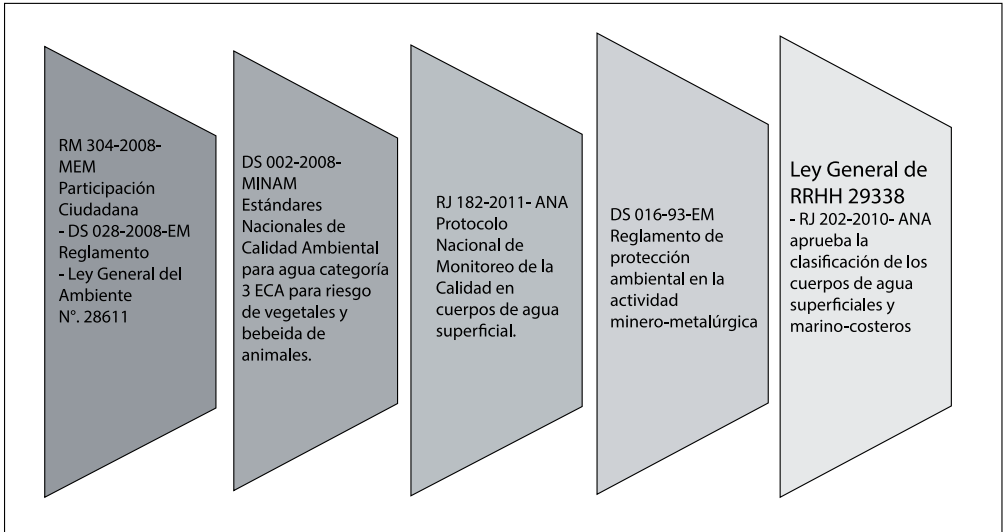 RM 304-2008-
MEM
Participación
Ciudadana
- DS 028-2008-EM
Reglamento
- Ley General del
Ambiente
N°. 28611
DS 002-2008-
MINAM
Estándares
Nacionales de
Calidad Ambiental
para agua categoría
3 ECA para riesgo
de vegetales y
bebeida de
animales.
RJ 182-2011- ANA
Protocolo
Nacional de
Monitoreo de la
Calidad en
cuerpos de agua
superficial.
DS 016-93-EM
Reglamento de
protección
ambiental en la
actividad
minero-metalúrgica
Ley General de
RRHH 29338
- RJ 202-2010- ANA
aprueba la
clasificación de los
cuerpos de agua
superficiales y
marino-costeros